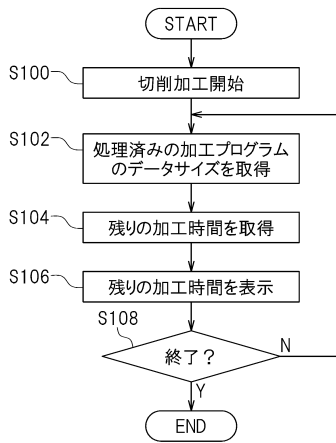 START
S100
切削加工開始
S102
処理済みの加工プログラム
のデータサイズを取得
S104
残りの加工時間を取得
S106
残りの加工時間を表示
S108
終了?
N
Y
END